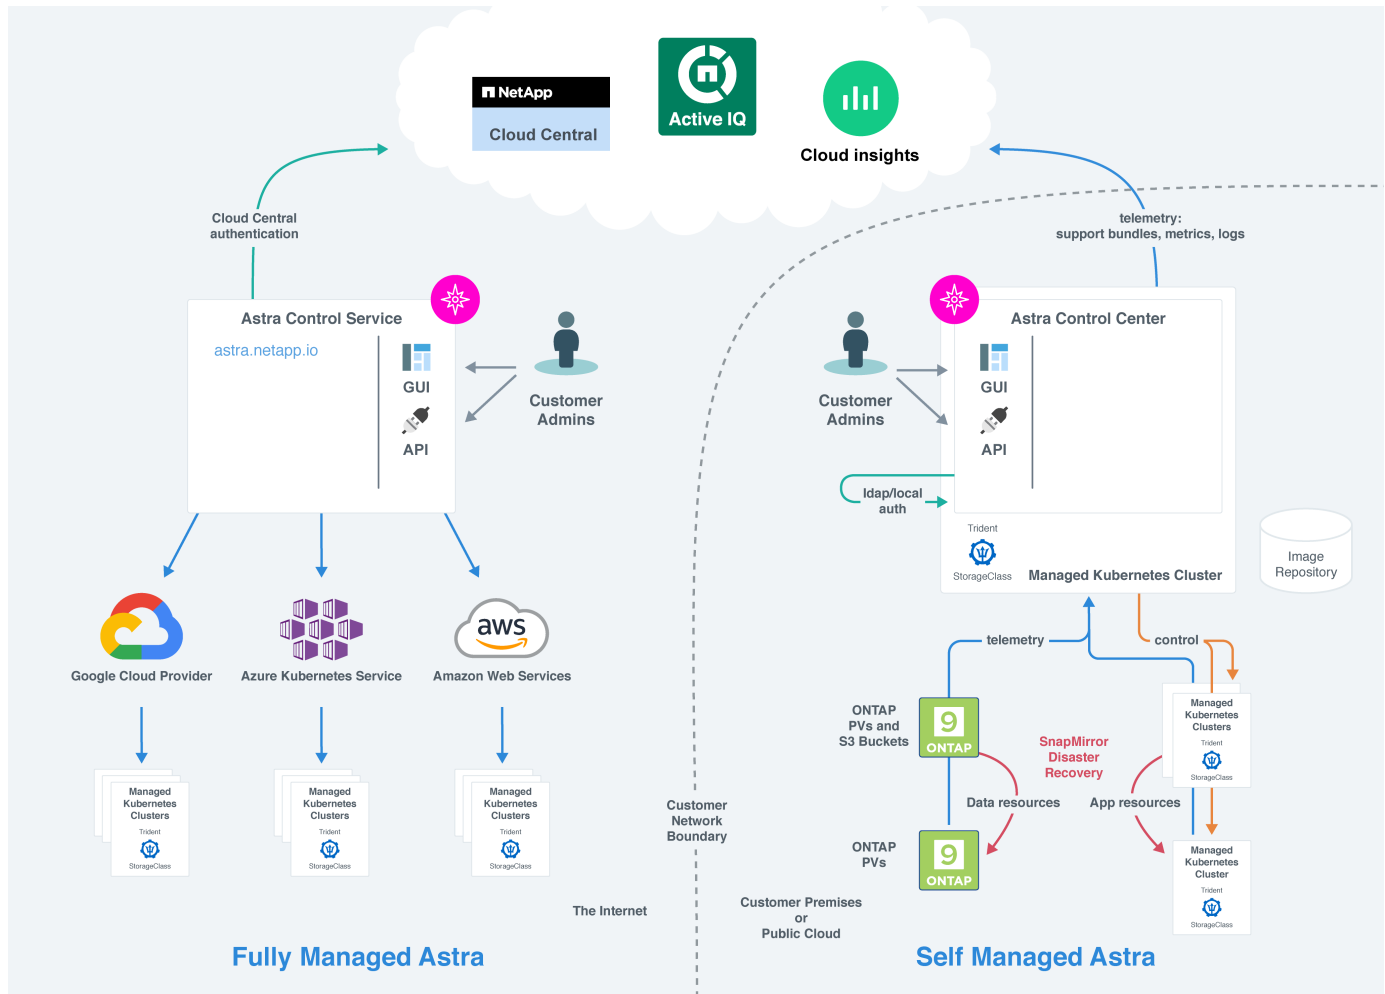 NetApp
Cloud Central
Active IQ
Cloud insights
Cloud Central
authentication
telemetry:
support bundles, metrics, logs
Astra Control Service
astra.netapp.io
GUI
API
Customer
Admins
Customer
Admins
Astra Control Center
GUI
API
ldap/local
auth
Trident
StorageClass
Managed Kubernetes Cluster
Image
Repository
aws
Google Cloud Provider
Azure Kubernetes Service
Amazon Web Services
telemetry
control
Managed
Kubernetes
Clusters
Trident
StorageClass
Managed
Kubernetes
Clusters
Trident
StorageClass
Managed
Kubernetes
Clusters
Trident
StorageClass
ONTAP
PVs and
S3 Buckets
9
ONTAP
SnapMirror
Disaster
Recovery
Managed
Kubernetes
Clusters
Trident
StorageClass
Data resources
App resources
Customer
Network
Boundary
ONTAP
PVs
9
ONTAP
Managed
Kubernetes
Cluster
Trident
StorageClass
The Internet
Customer Premises
or
Public Cloud
Fully Managed Astra
Self Managed Astra